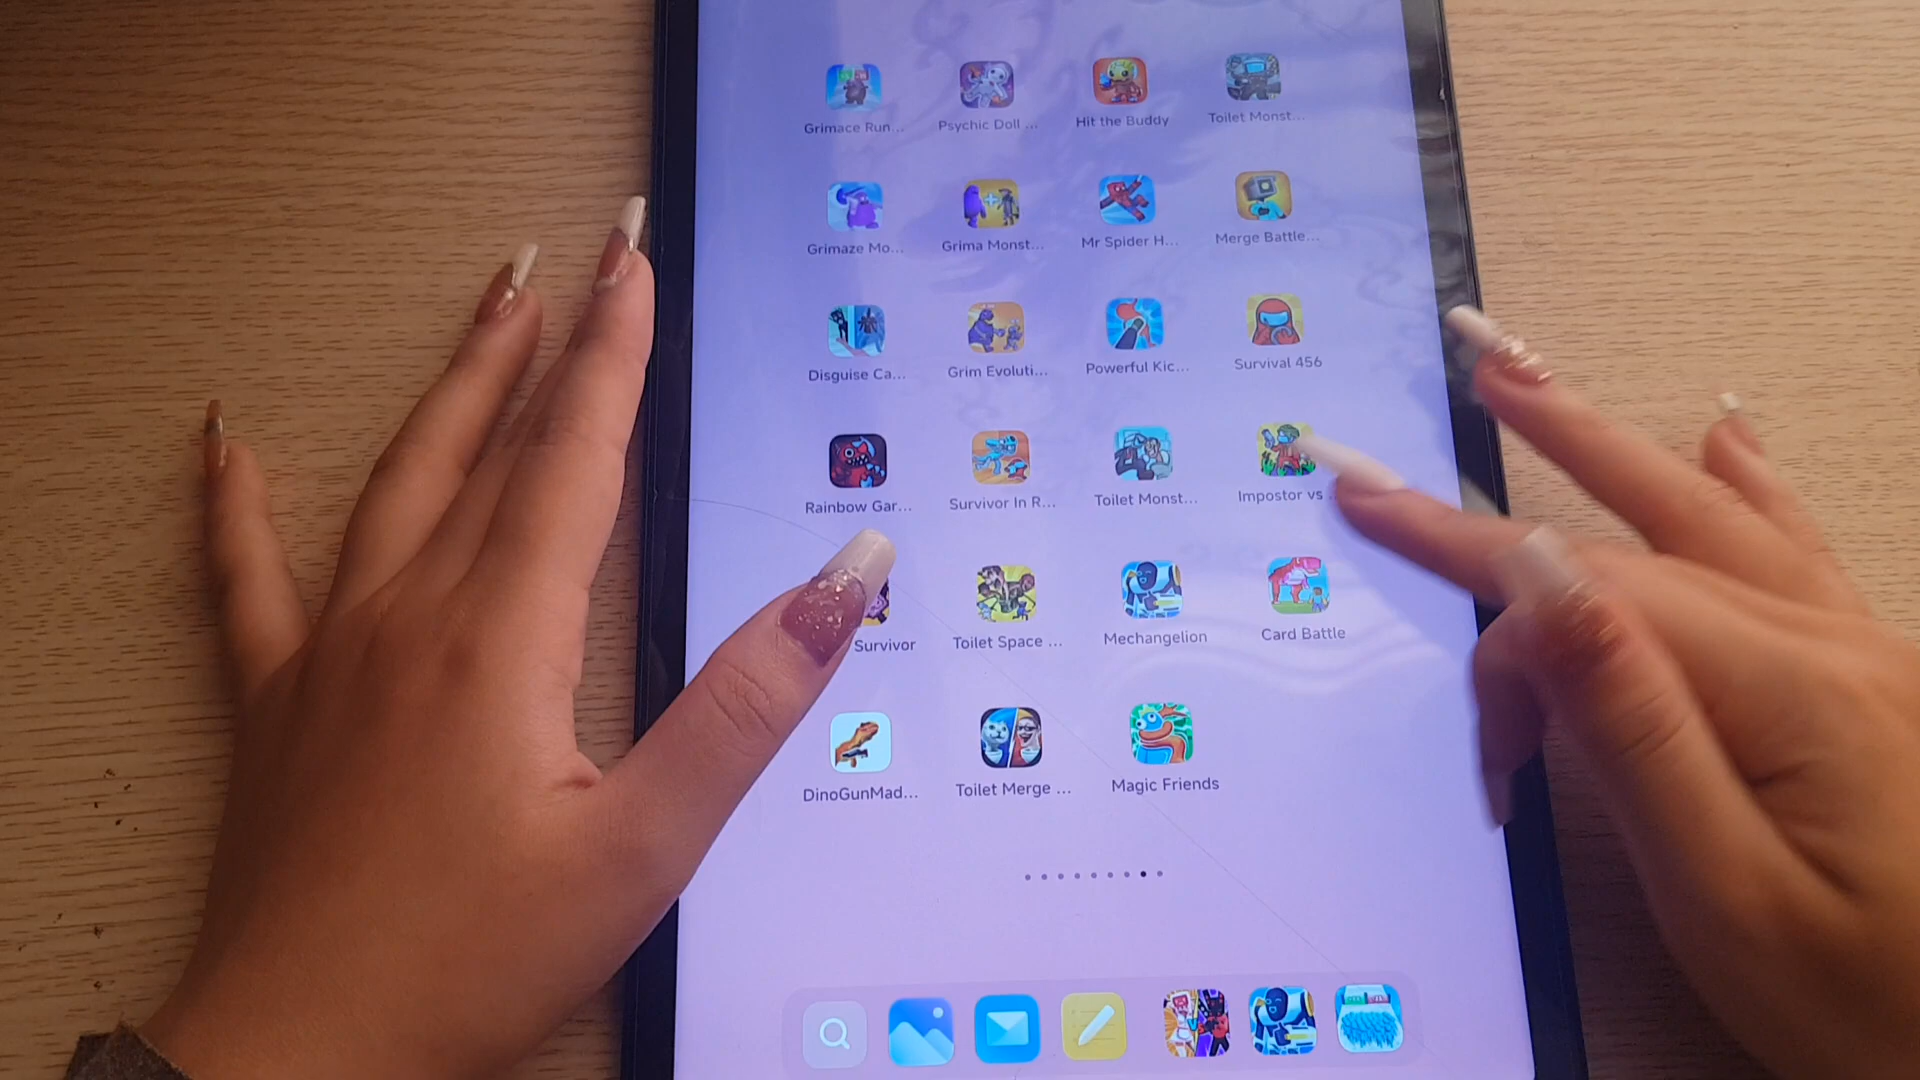 Grimace Run... Psychic Doll ... Hit the Buddy Toilet Monst...
Grimaze Mo... Grima Monst... Mr Spider H... Merge Battle...
Disguise Ca... Grim Evoluti... Powerful Kic... Survival 456
Rainbow Gar... Survivor In R... Toilet Monst... Impostor vs
Survivor Toilet Space ... Mechangelion Card Battle
DinoGunMad... Toilet Merge ... Magic Friends